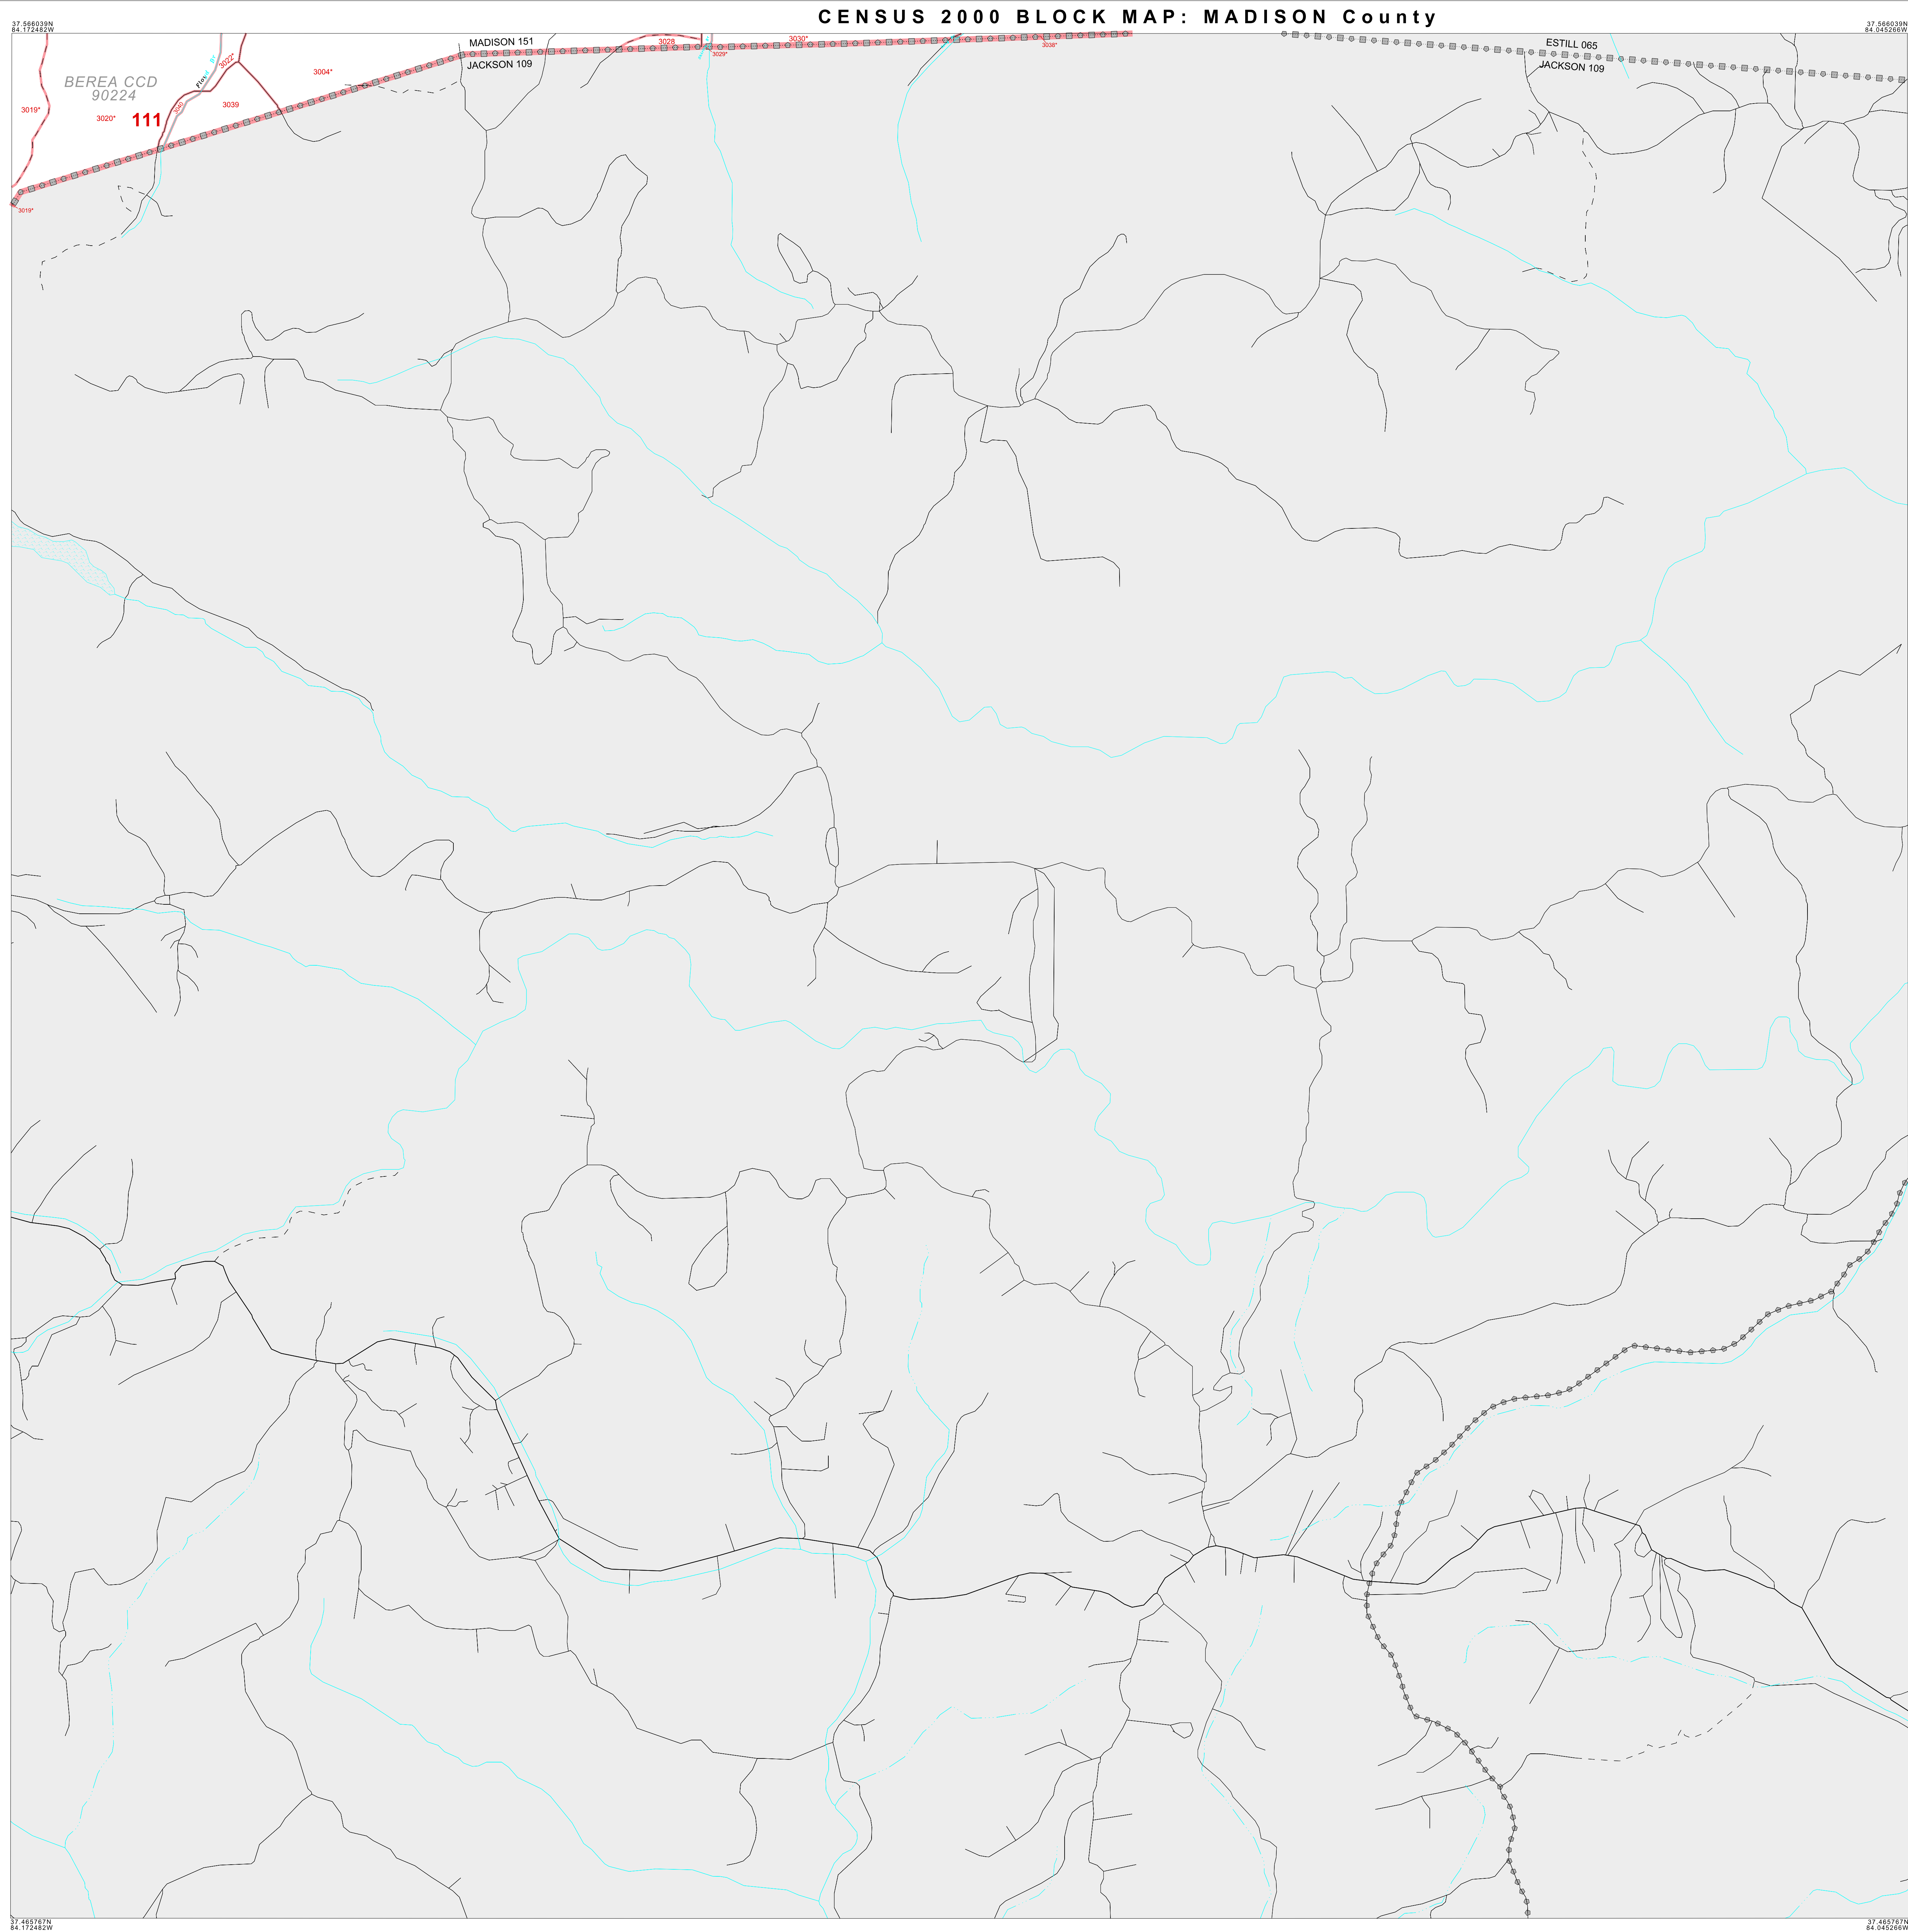 CENSUS 2000 BLOCK MAP: MADISON County
37.566039N
84.172482W
37.566039N
84.045266W
MADISON 151
JACKSON 109
3028
3030*
3029*
3038*
ESTILL 065
JACKSON 109
BEREA CCD
90224
3022*
3004*
3019*
3020*
111
3040
3039
3019*
37.465767N
84.172482W
37.465767N
84.045266W